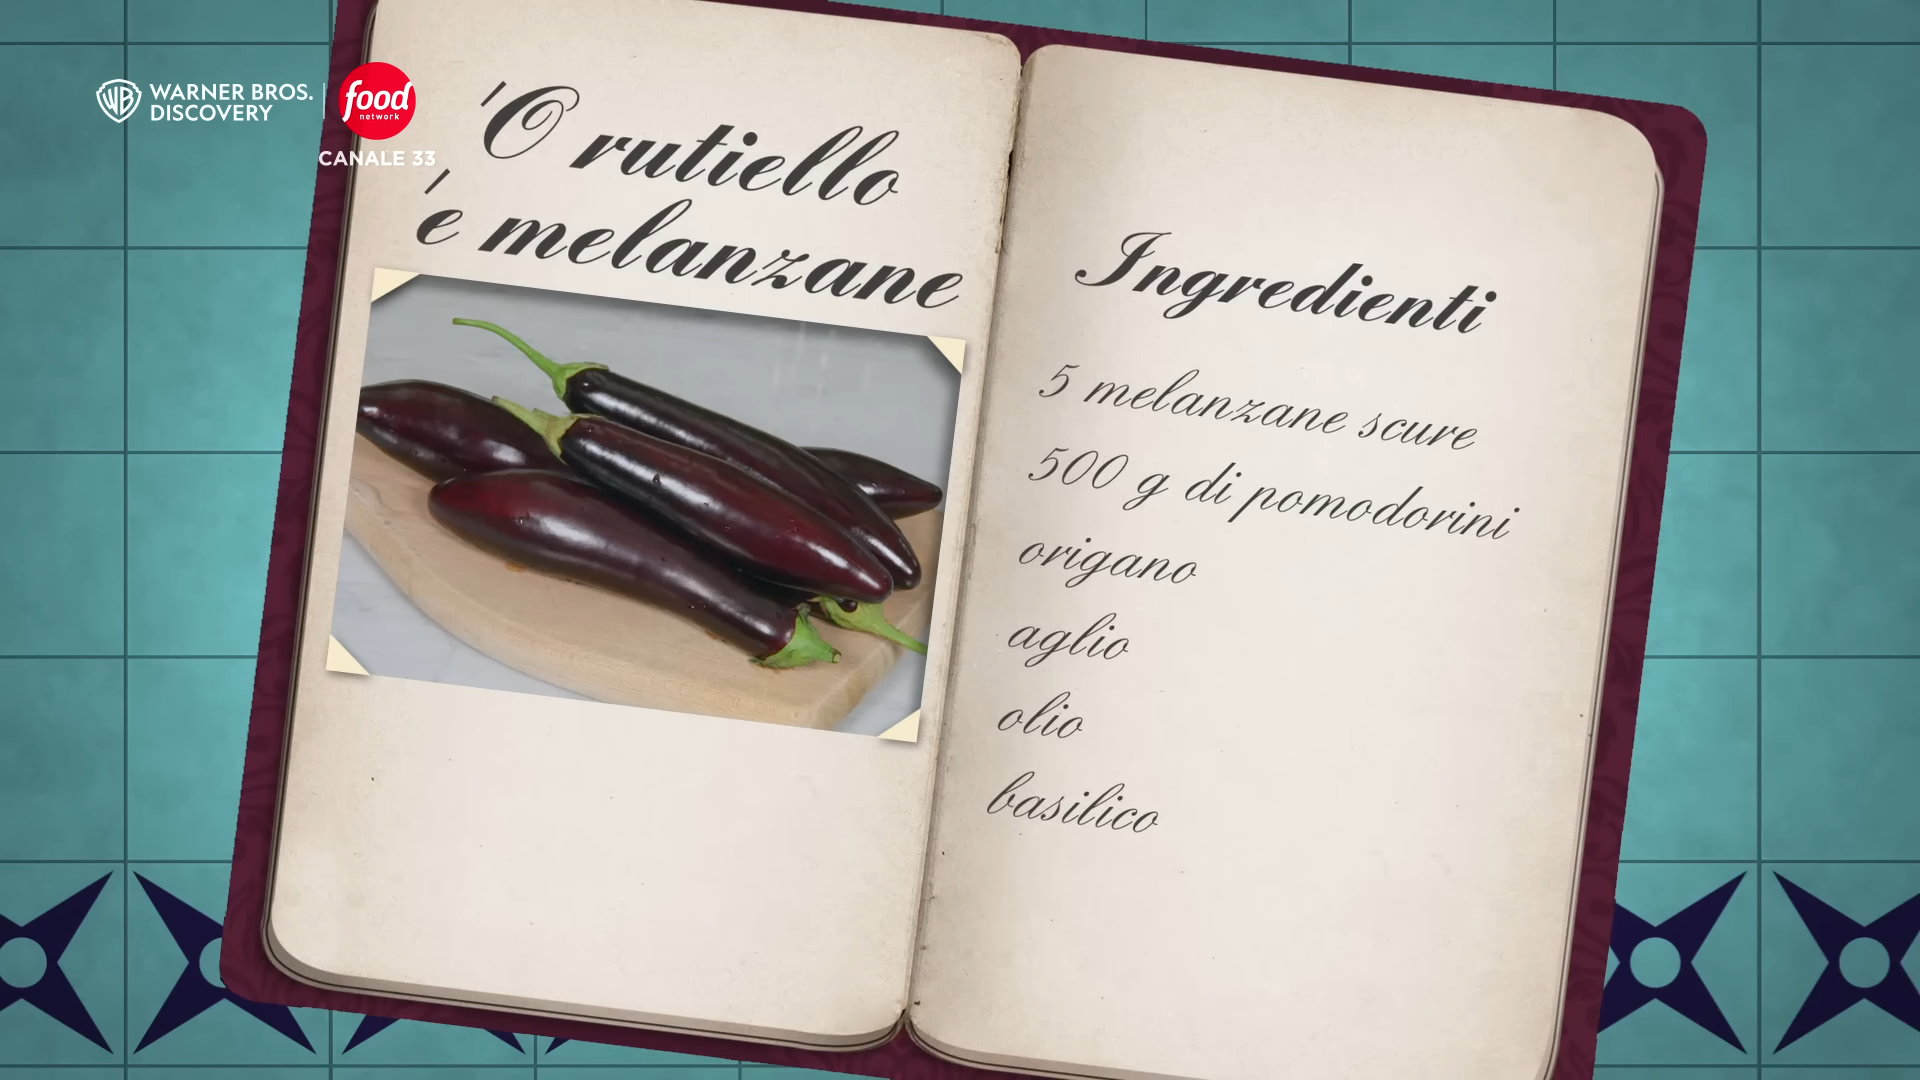 WARNER BROS.
DISCOVERY
food
network
CANALE 33
'O rutiello
'e melanzane
Ingredienti
5 melanzane scure
500 g di pomodorini
origano
aglio
olio
basilico